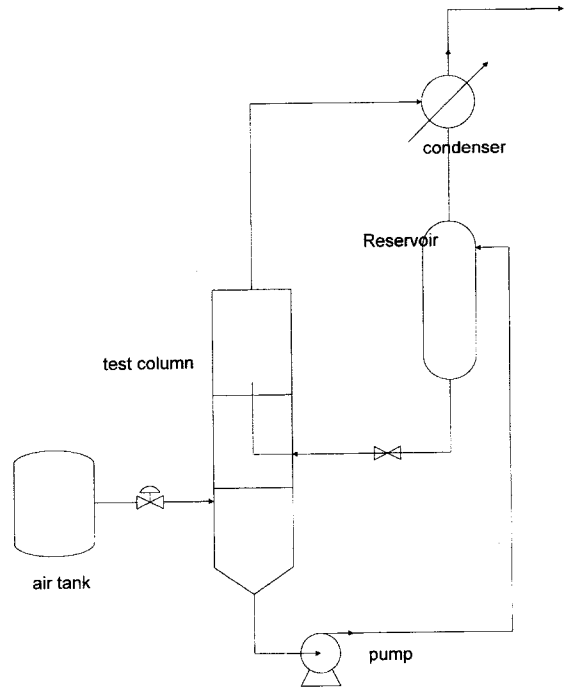 condenser
Reservoir
test column
air tank
pump